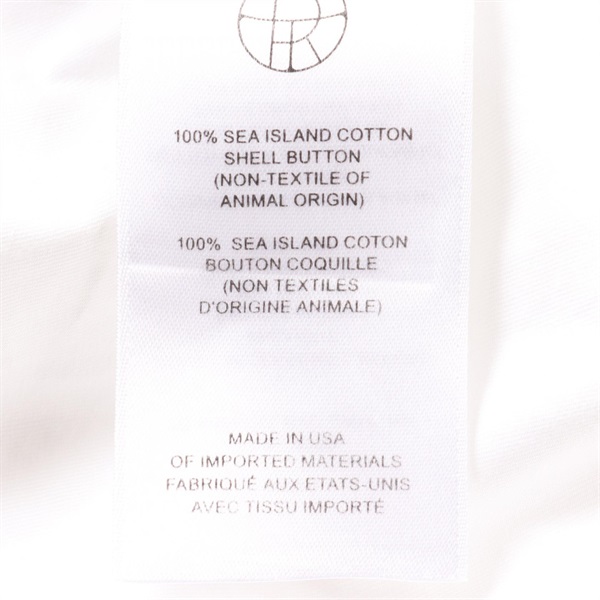 100% SEA ISLAND COTTON
SHELL BUTTON
(NON-TEXTILE OF
ANIMAL ORIGIN)
100% SEA ISLAND COTON
BOUTON COQUILLE
(NON TEXTILES
D'ORIGINE ANIMALE)
MADE IN USA
OF IMPORTED MATERIALS
FABRIQUÉ AUX ETATS-UNIS
AVEC TISSU IMPORTÉ